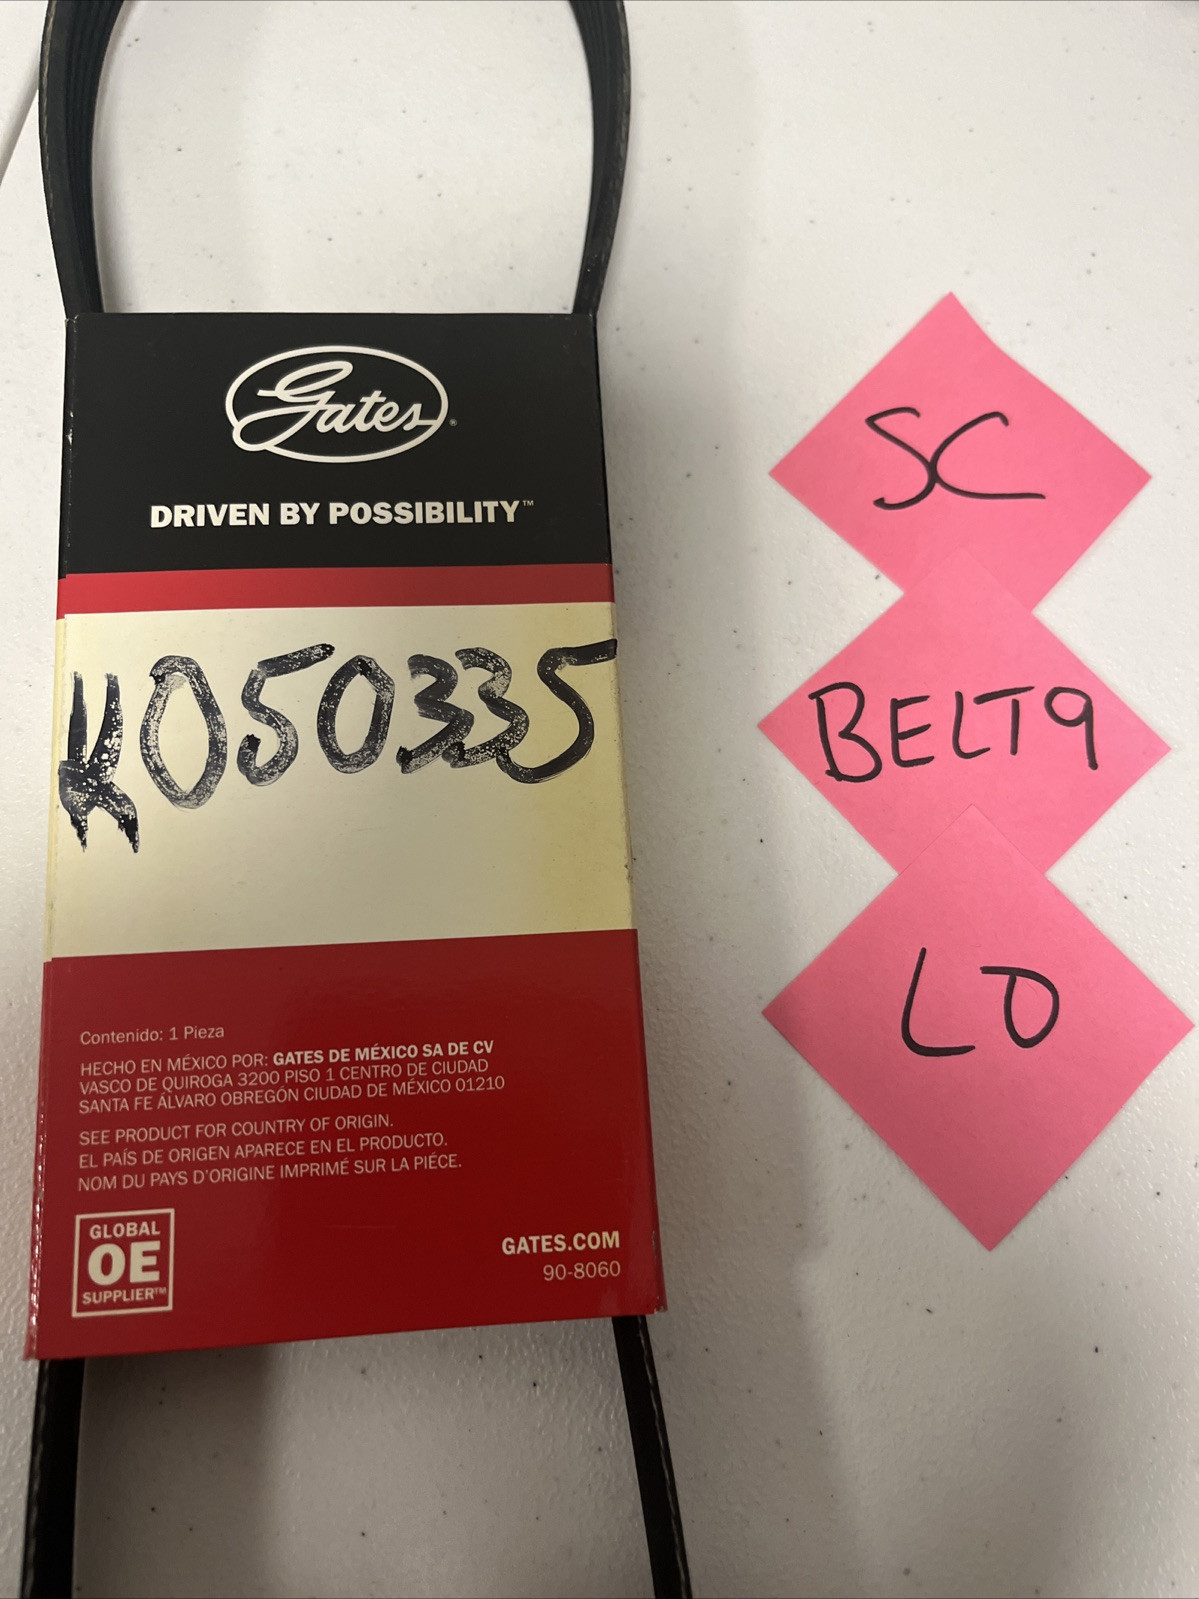 Gates®
DRIVEN BY POSSIBILITY™
K050335
Contenido: 1 Pieza
HECHO EN MÉXICO POR: GATES DE MÉXICO SA DE CV
VASCO DE QUIROGA 3200 PISO 1 CENTRO DE CIUDAD
SANTA FE ÁLVARO OBREGÓN CIUDAD DE MÉXICO 01210
SEE PRODUCT FOR COUNTRY OF ORIGIN.
EL PAÍS DE ORIGEN APARECE EN EL PRODUCTO.
NOM DU PAYS D'ORIGINE IMPRIMÉ SUR LA PIÉCE.
GLOBAL
OE
SUPPLIER™
GATES.COM
90-8060
SC
BELT9
LO